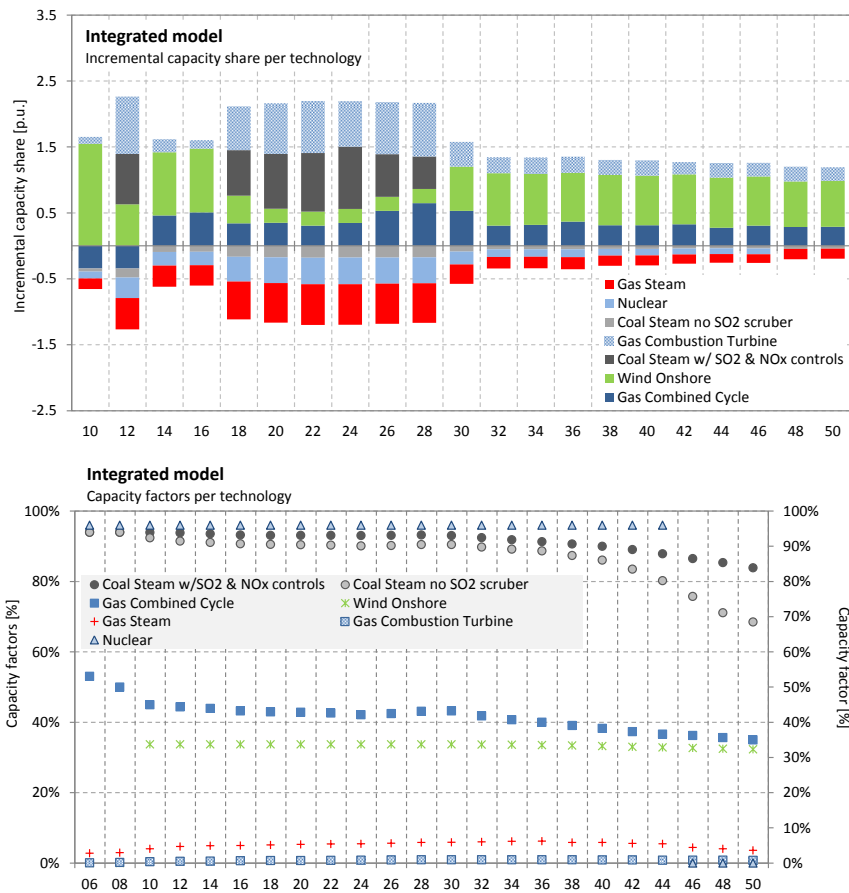 Integrated model
Incremental capacity share per technology
Incremental capacity share [p.u.]
3.5
2.5
1.5
0.5
-0.5
-1.5
-2.5
Gas Steam
Nuclear
Coal Steam no SO2 scruber
Gas Combustion Turbine
Coal Steam w/ SO2 & NOx controls
Wind Onshore
Gas Combined Cycle
10 12 14 16 18 20 22 24 26 28 30 32 34 36 38 40 42 44 46 48 50
Integrated model
Capacity factors per technology
Capacity factors [%]
100%
80%
60%
40%
20%
0%
Coal Steam w/SO2 & NOx controls Coal Steam no SO2 scruber
Gas Combined Cycle Wind Onshore
Gas Steam Gas Combustion Turbine
Nuclear
100%
90%
80%
70%
60%
50%
40%
30%
20%
10%
0%
Capacity factor [%]
06 08 10 12 14 16 18 20 22 24 26 28 30 32 34 36 38 40 42 44 46 48 50